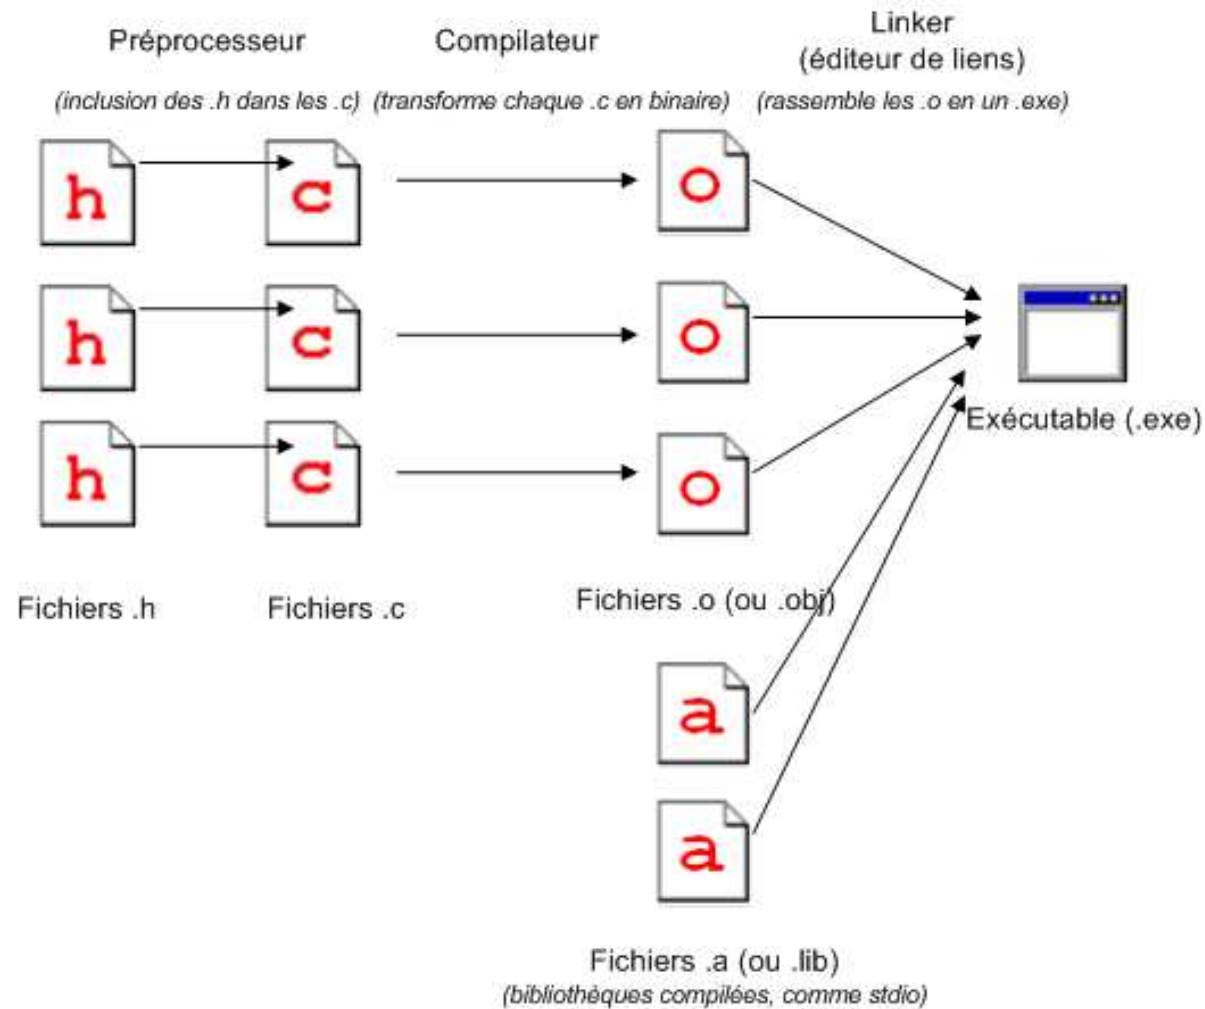 Préprocesseur
Compilateur
Linker
(éditeur de liens)
(inclusion des .h dans les .c)
(transforme chaque .c en binaire)
(rassemble les .o en un .exe)
h
c
o
h
c
o
h
c
o
Exécutable (.exe)
Fichiers .h
Fichiers .c
Fichiers .o (ou .obj)
a
a
Fichiers .a (ou .lib)
(bibliothèques compilées, comme stdio)